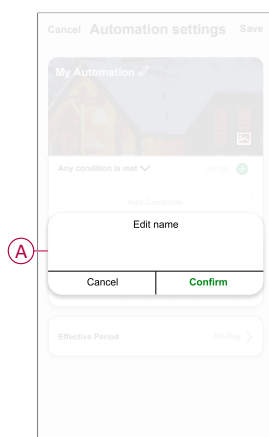 Cancel Automation settings Save
My Automation
Any condition is met
Add Condition
Edit name
A
Cancel Confirm
Effective Period All-day